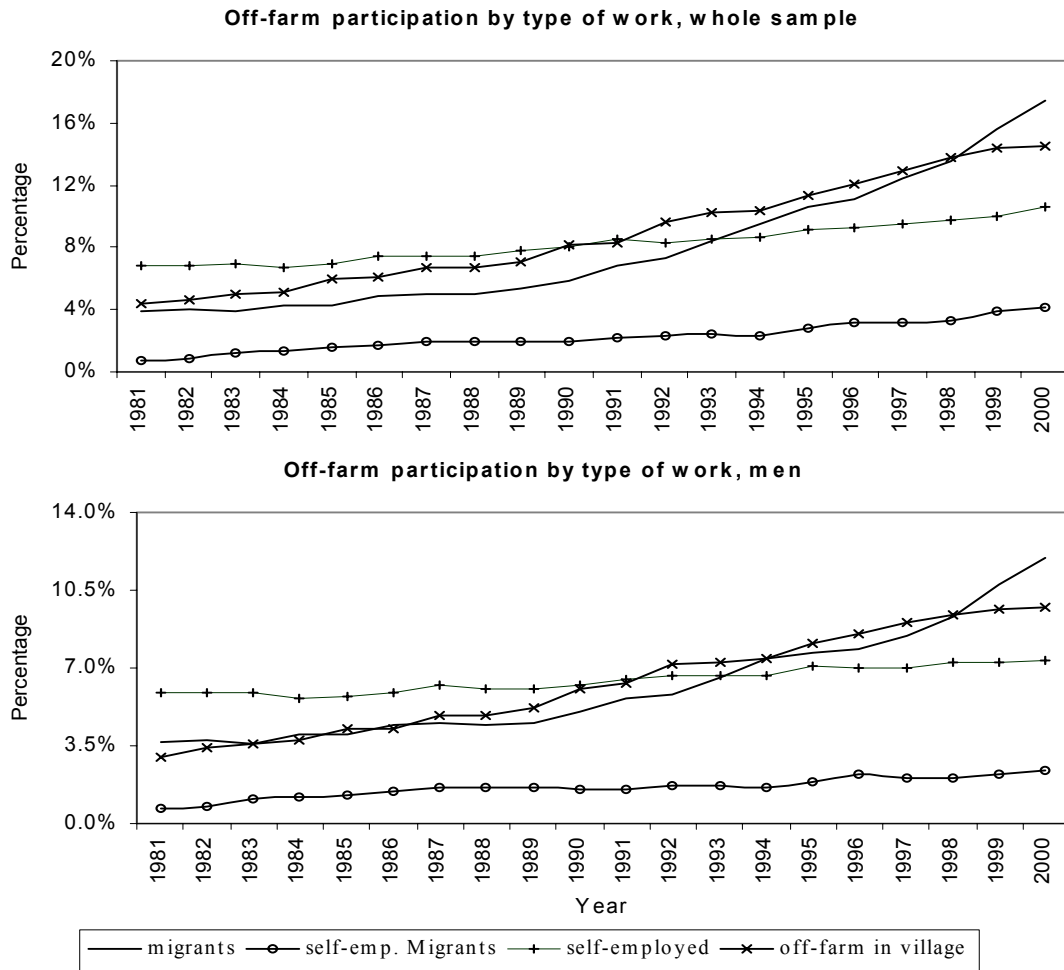 Off-farm participation by type of work, whole sample
20%
16%
12%
8%
4%
0%
Percentage
1981 1982 1983 1984 1985 1986 1987 1988 1989 1990 1991 1992 1993 1994 1995 1996 1997 1998 1999 2000
Off-farm participation by type of work, men
14.0%
10.5%
7.0%
3.5%
0.0%
Percentage
1981 1982 1983 1984 1985 1986 1987 1988 1989 1990 1991 1992 1993 1994 1995 1996 1997 1998 1999 2000
Year
migrants self-emp. Migrants self-employed off-farm in village